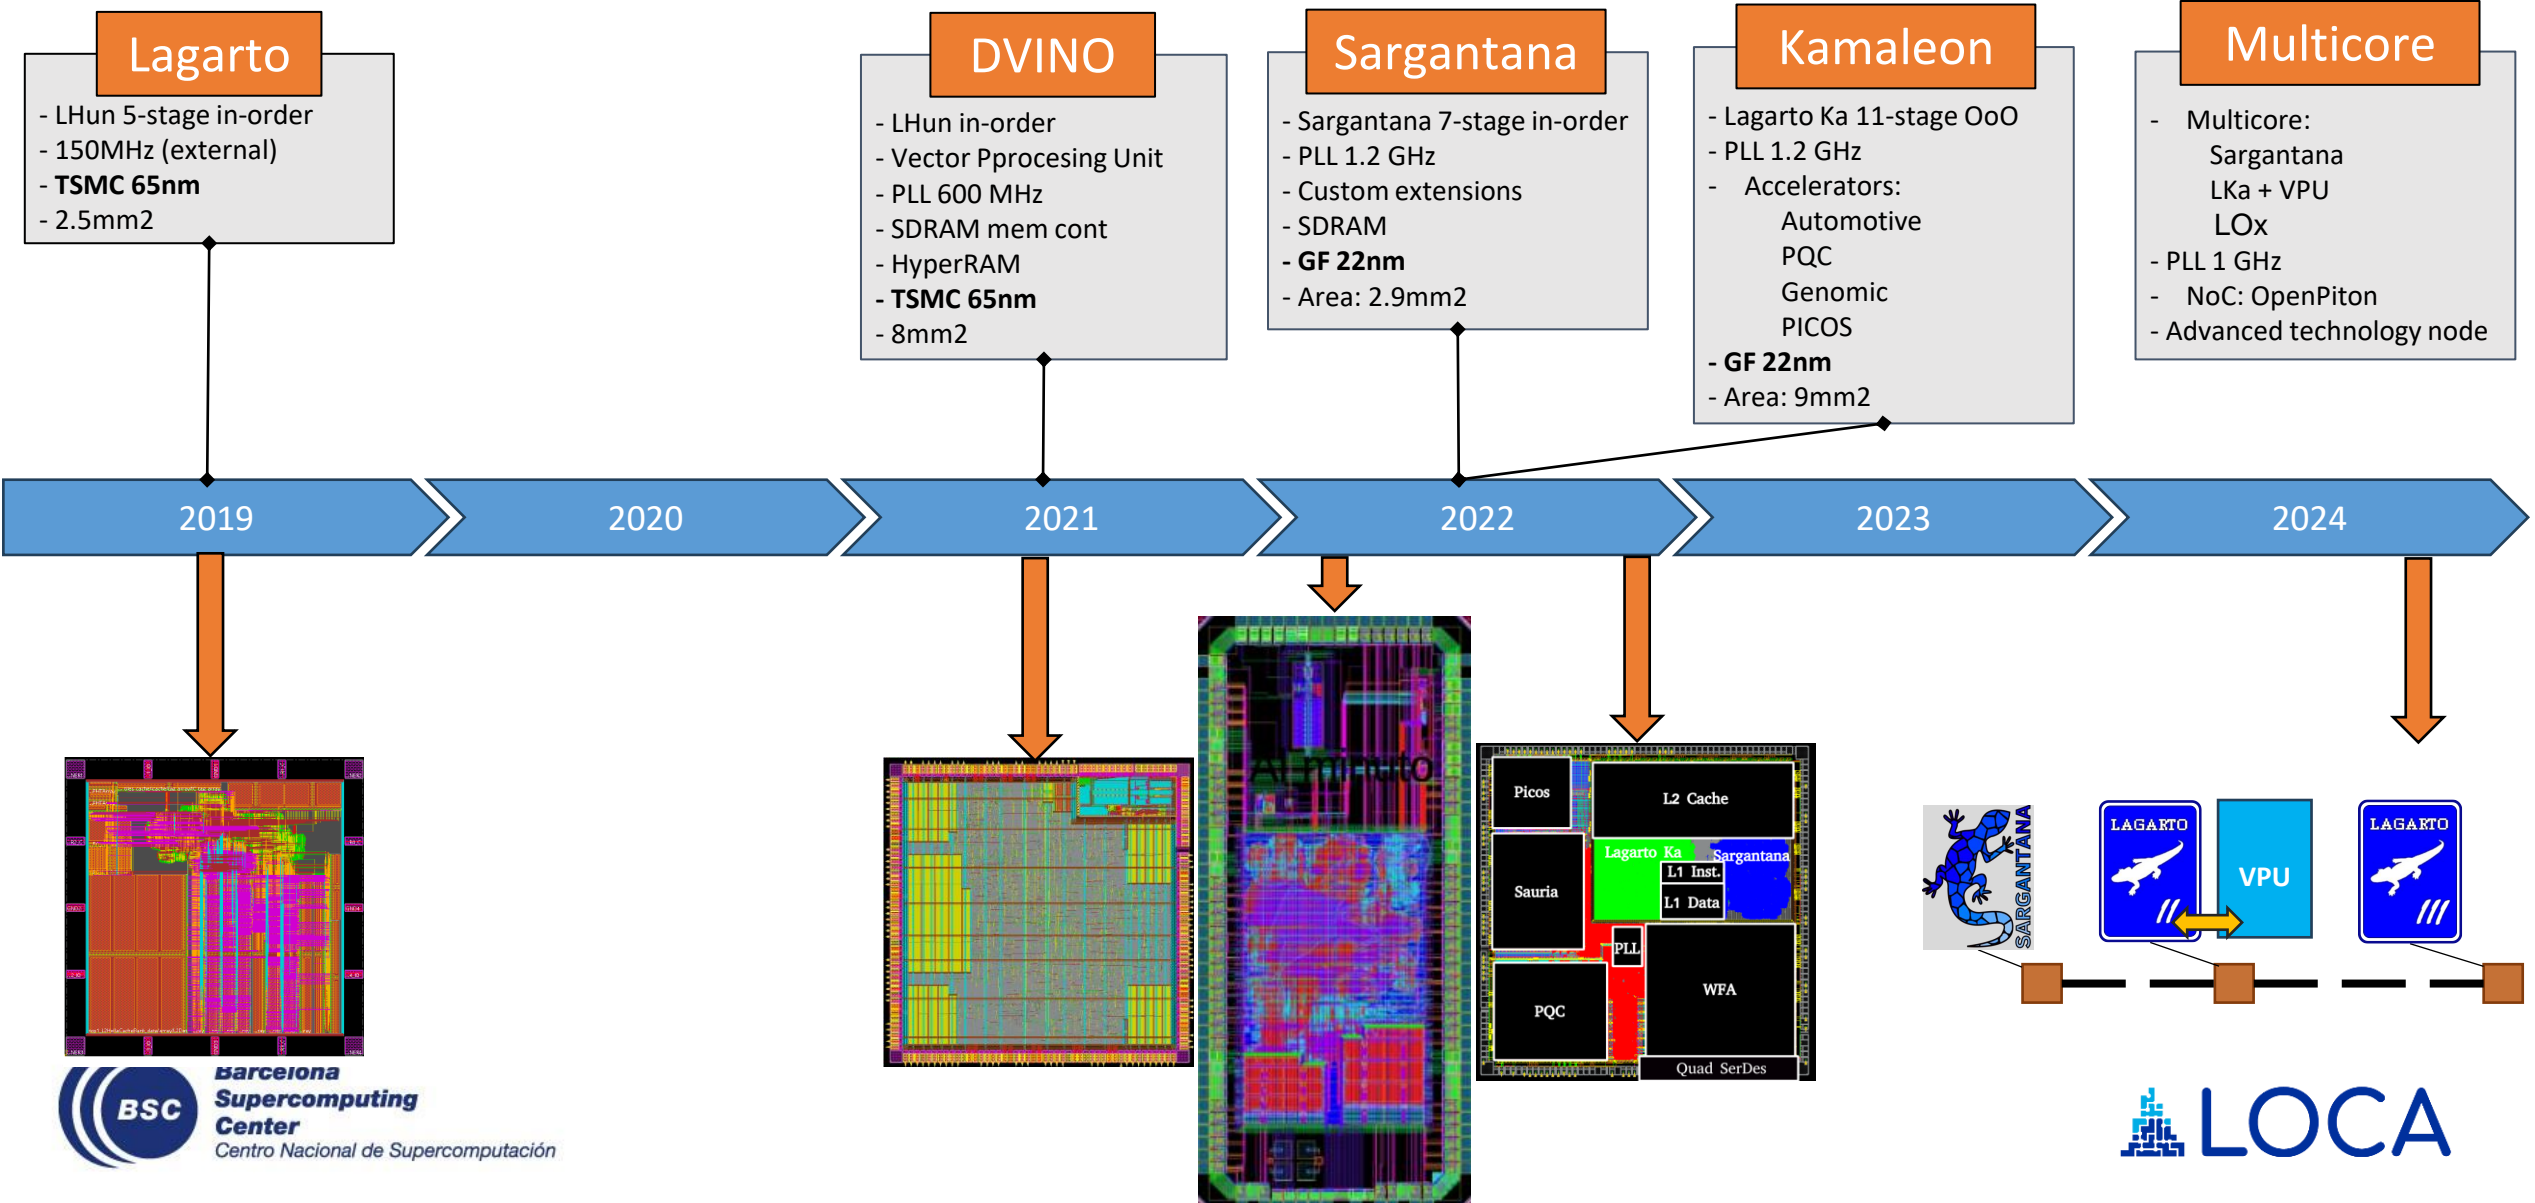 Lagarto
- LHun 5-stage in-order
- 150MHz (external)
- TSMC 65nm
- 2.5mm2
DVINO
- LHun in-order
- Vector Pprocesing Unit
- PLL 600 MHz
- SDRAM mem cont
- HyperRAM
- TSMC 65nm
- 8mm2
Sargantana
- Sargantana 7-stage in-order
- PLL 1.2 GHz
- Custom extensions
- SDRAM
- GF 22nm
- Area: 2.9mm2
Kamaleon
- Lagarto Ka 11-stage OoO
- PLL 1.2 GHz
- Accelerators:
Automotive
PQC
Genomic
PICOS
- GF 22nm
- Area: 9mm2
Multicore
- Multicore:
Sargantana
LKa + VPU
LOx
- PLL 1 GHz
- NoC: OpenPiton
- Advanced technology node
2019
2020
2021
2022
2023
2024
minuto
Picos
L2 Cache
Lagarto Ka
Sargantana
L1 Inst.
L1 Data
Sauria
PLL
PQC
WFA
Quad SerDes
SARGANTANA
LAGARTO
VPU
LAGARTO
BSC
Barcelona
Supercomputing
Center
Centro Nacional de Supercomputación
LOCA